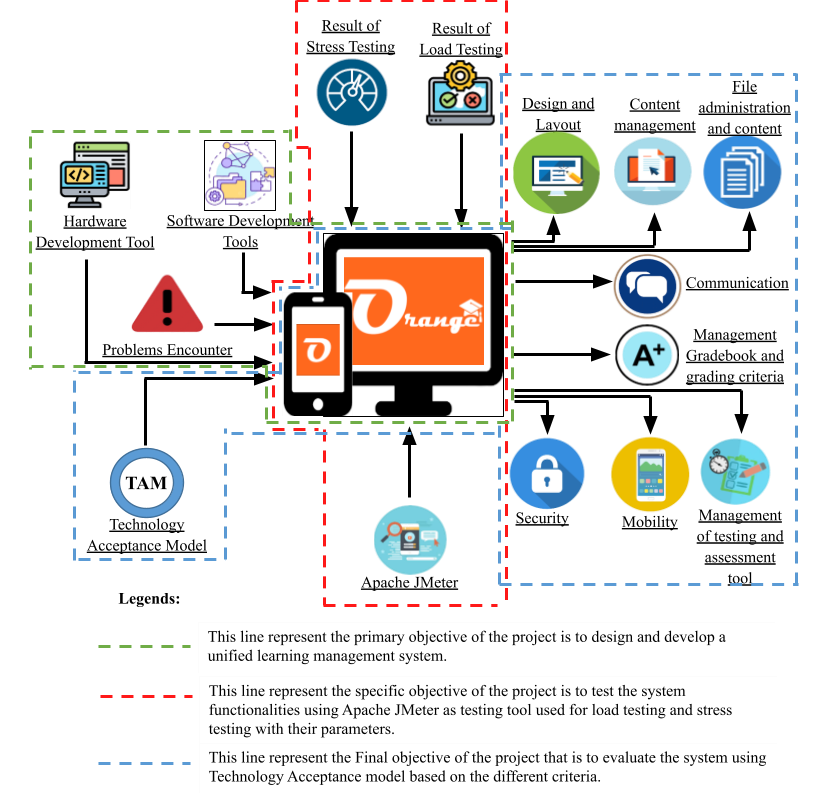 Result of
Stress Testing
Result of
Load Testing
Design and
Layout
Content
management
File
administration
and content
Hardware
Development Tool
Software Development
Tools
Orange
O
Problems Encounter
Communication
A+
Management
Gradebook and
grading criteria
TAM
Technology
Acceptance Model
Apache JMeter
Security
Mobility
Management
of testing and
assessment
tool
Legends:
This line represent the primary objective of the project is to design and develop a
unified learning management system.
This line represent the specific objective of the project is to test the system
functionalities using Apache JMeter as testing tool used for load testing and stress
testing with their parameters.
This line represent the Final objective of the project that is to evaluate the system using
Technology Acceptance model based on the different criteria.